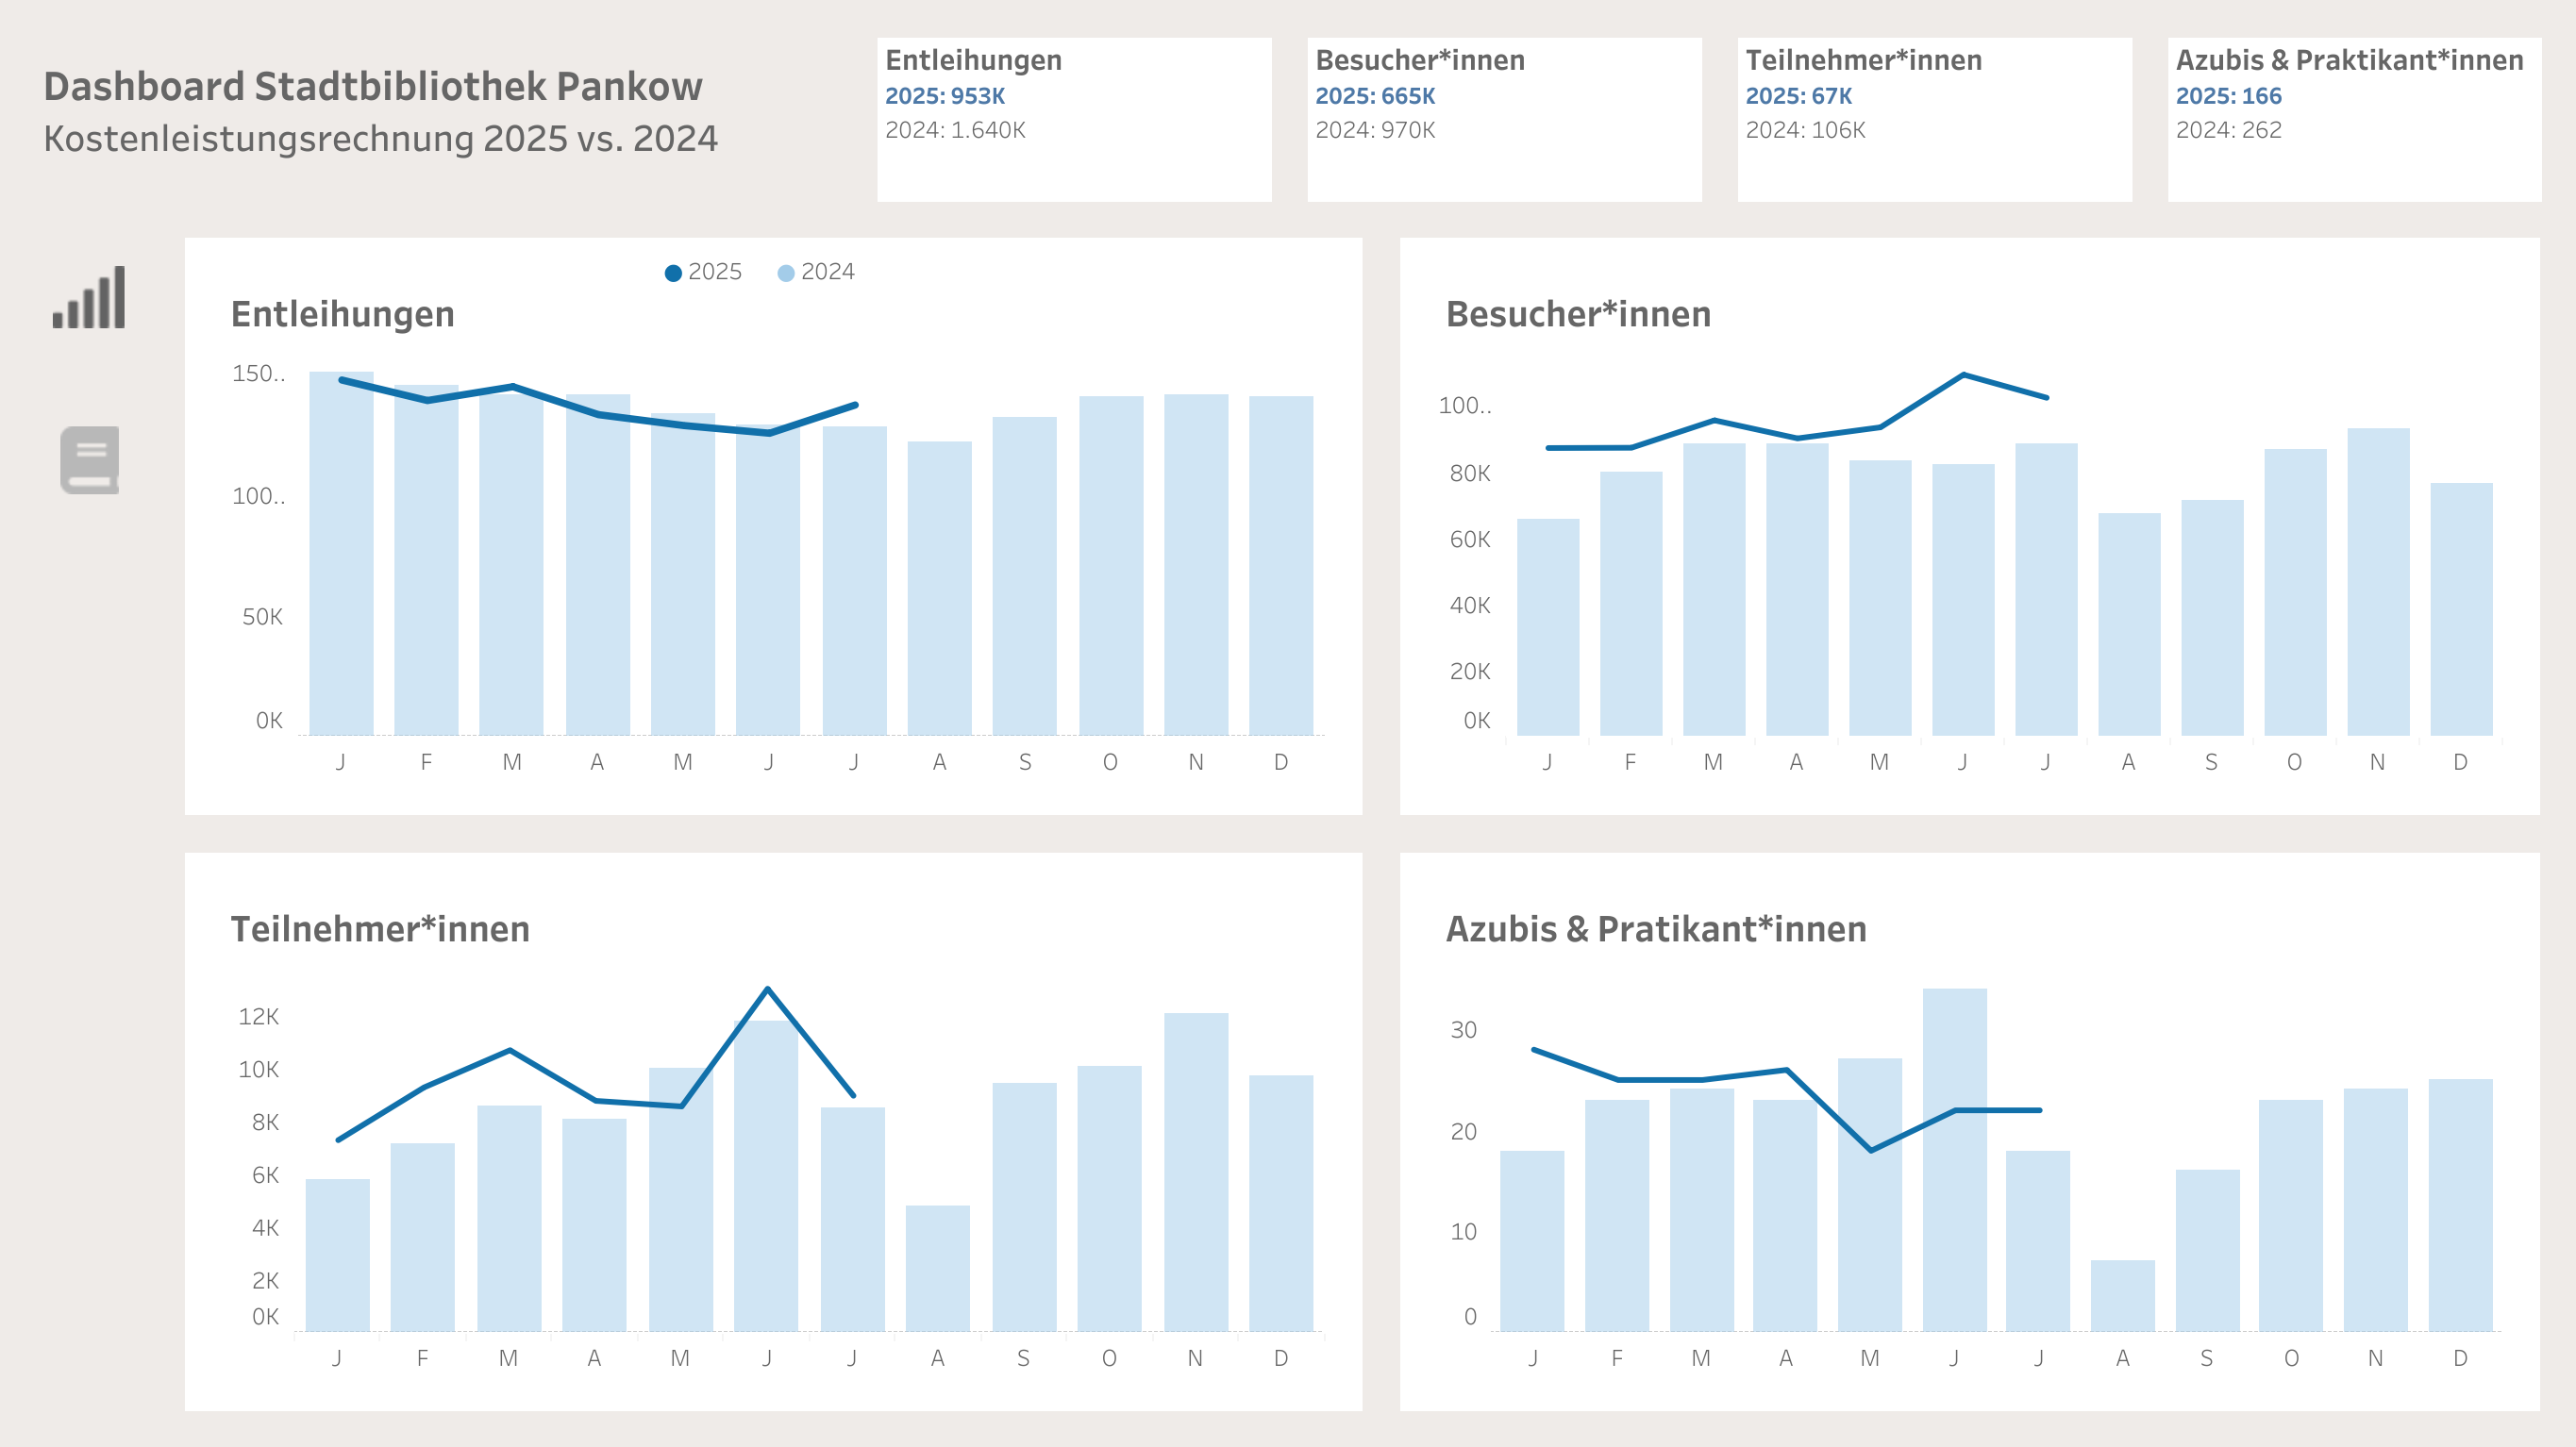 Dashboard Stadtbibliothek Pankow
Kostenleistungsrechnung 2025 vs. 2024
Entleihungen
2025: 953K
2024: 1.640K
Besucher*innen
2025: 665K
2024: 970K
Teilnehmer*innen
2025: 67K
2024: 106K
Azubis & Praktikant*innen
2025: 166
2024: 262
2025 2024
Entleihungen
150..
100..
50K
0K
J F M A M J J A S O N D
Besucher*innen
100..
80K
60K
40K
20K
0K
J F M A M J J A S O N D
Teilnehmer*innen
12K
10K
8K
6K
4K
2K
0K
J F M A M J J A S O N D
Azubis & Pratikant*innen
30
20
10
0
J F M A M J J A S O N D